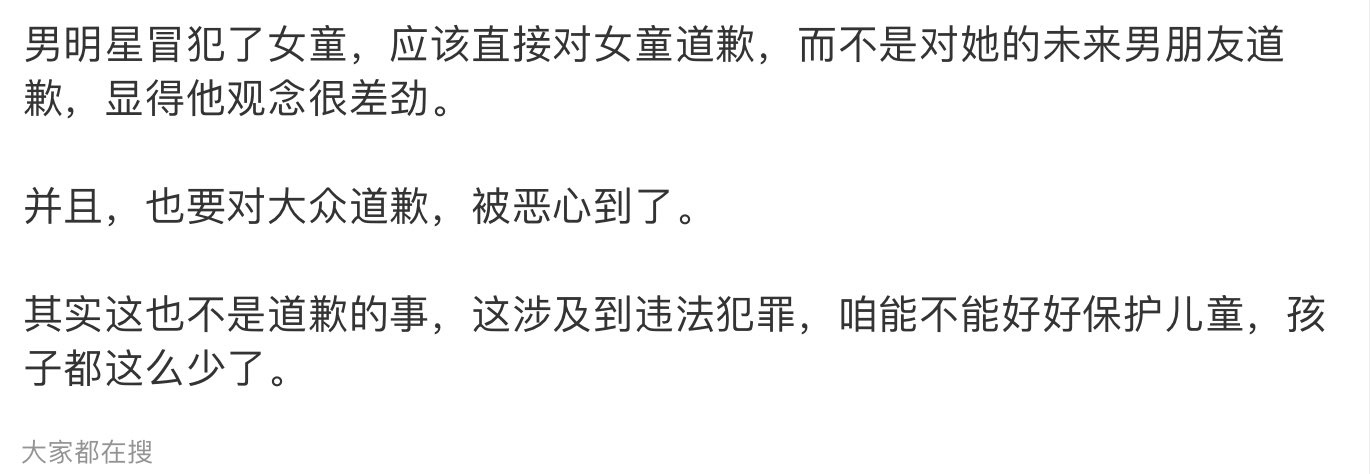 男明星冒犯了女童，应该直接对女童道歉，而不是对她的未来男朋友道
歉，显得他观念很差劲。
并且，也要对大众道歉，被恶心到了。
其实这也不是道歉的事，这涉及到违法犯罪，咱能不能好好保护儿童，孩
子都这么少了。
大家都在搜